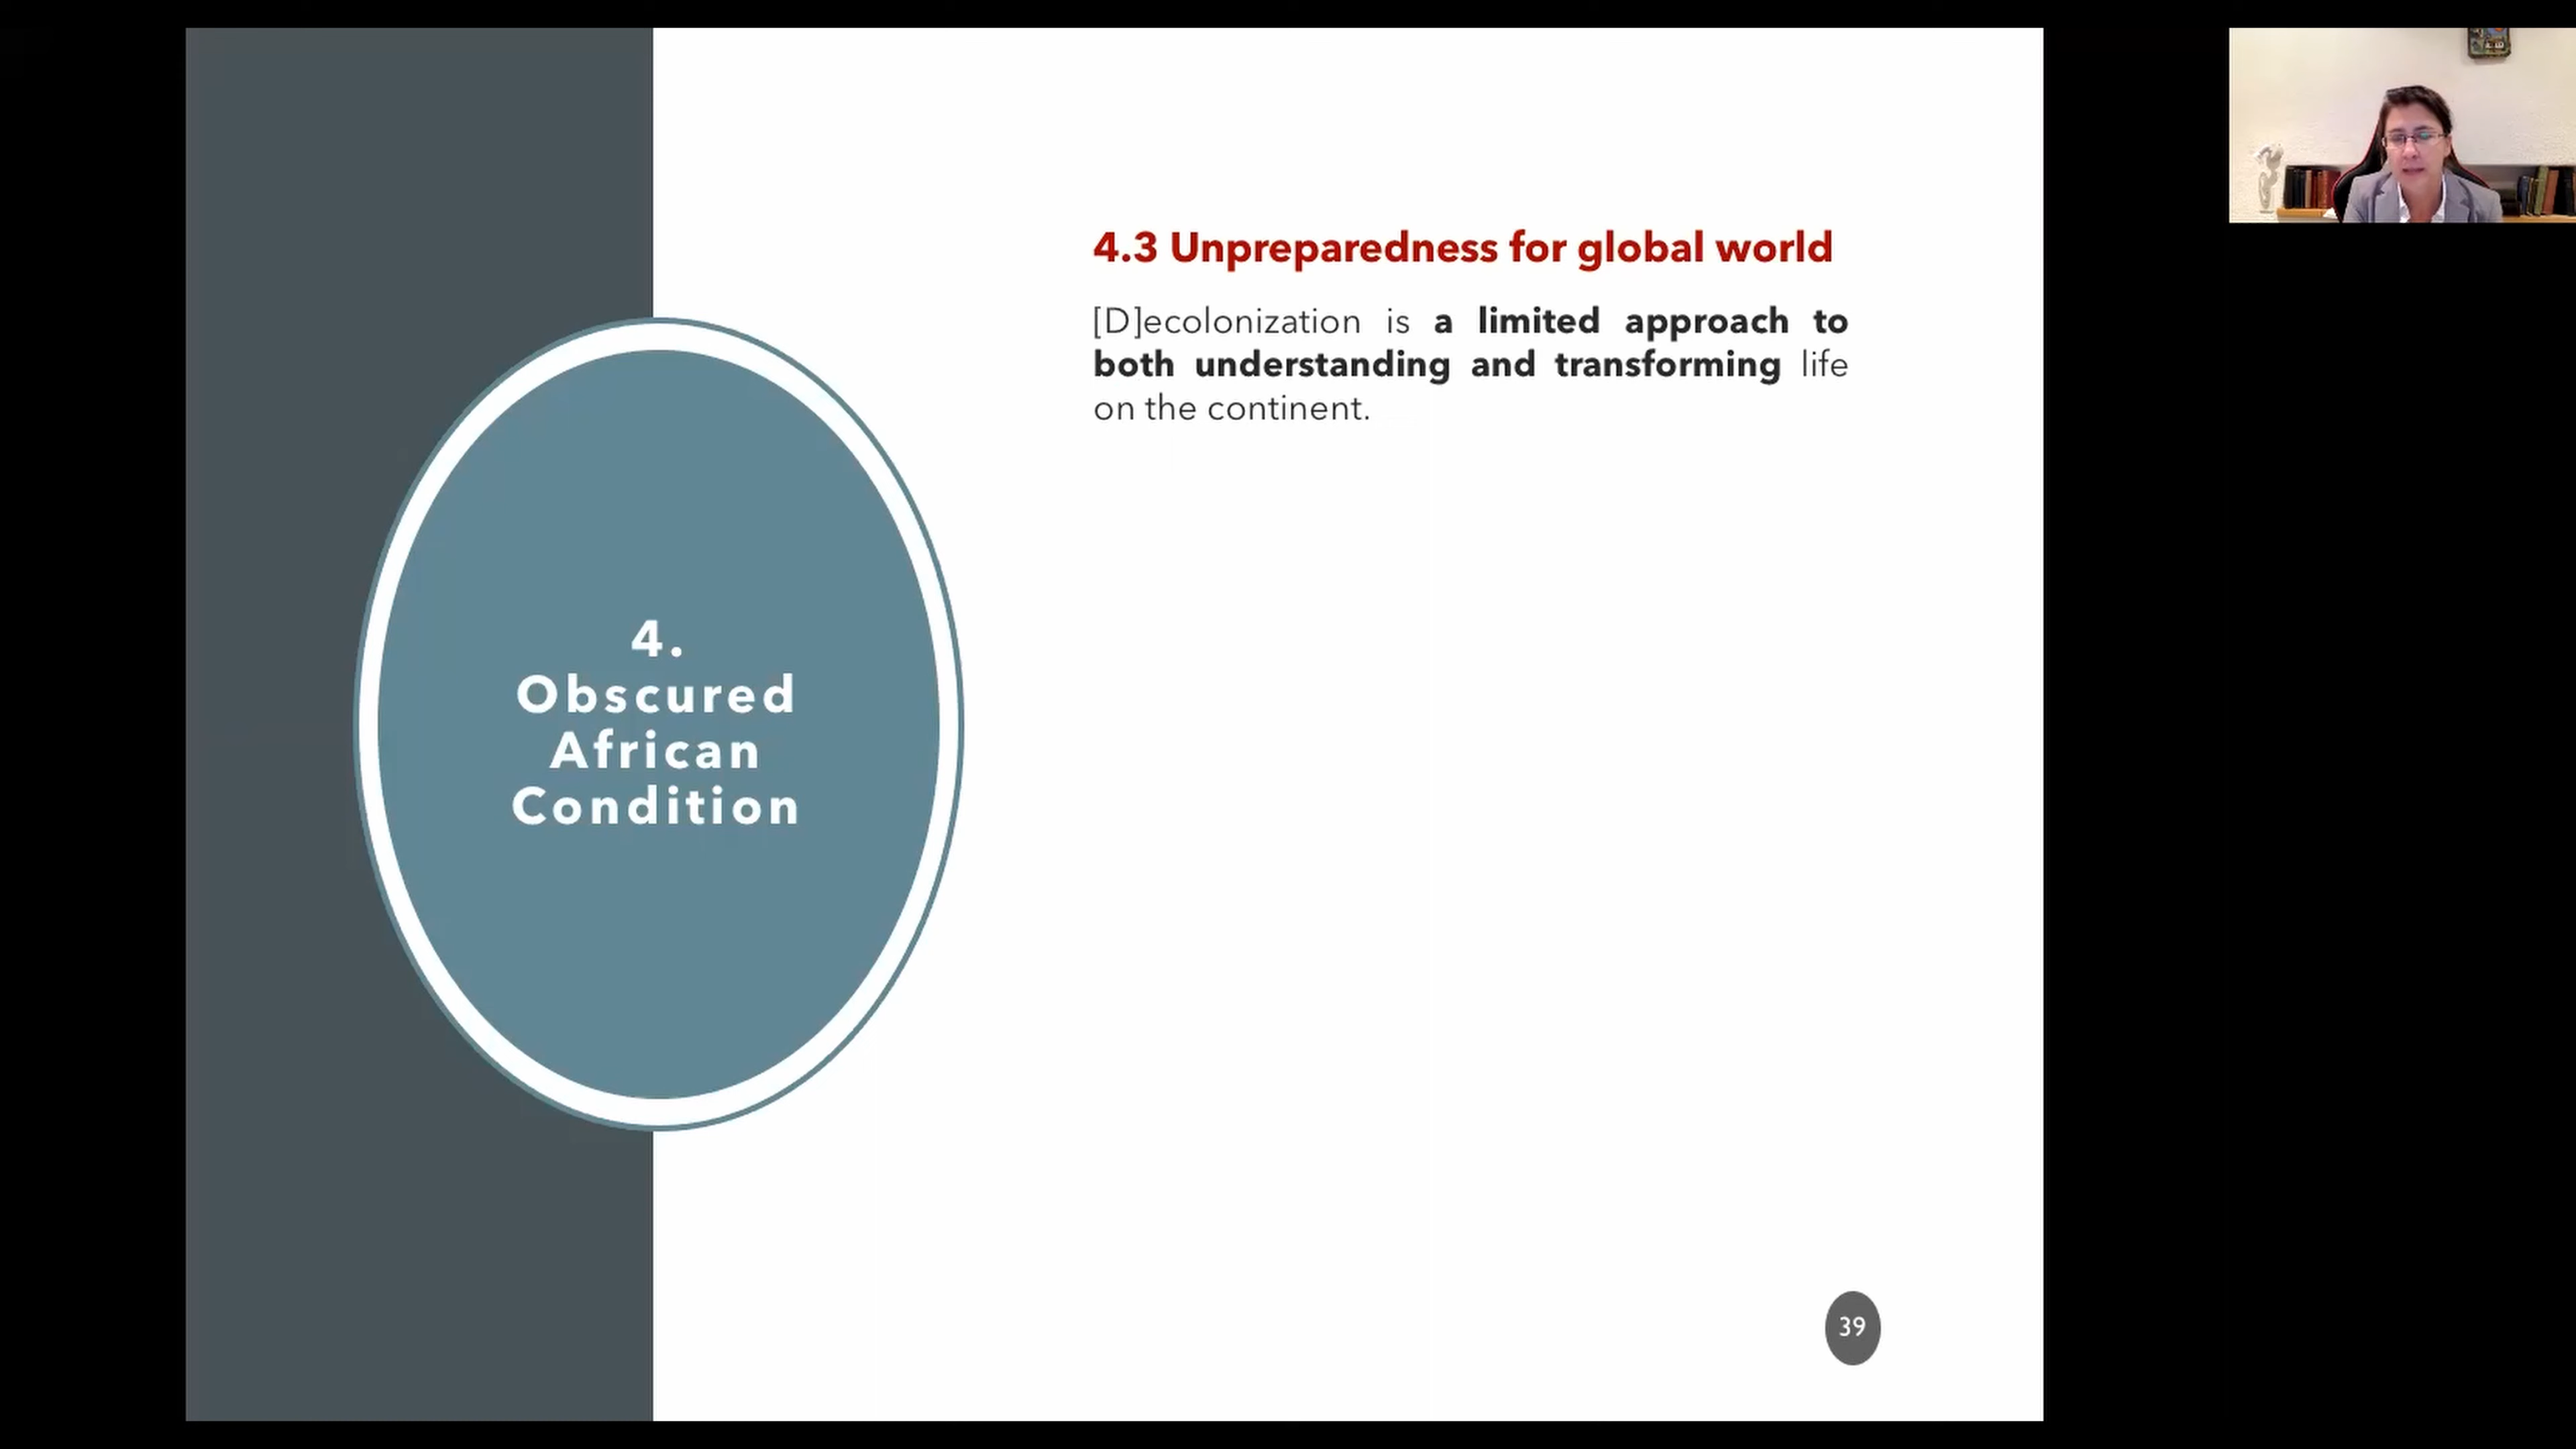 4.
Obscured
African
Condition
4.3 Unpreparedness for global world
[D]ecolonization is a limited approach to
both understanding and transforming life
on the continent.
39